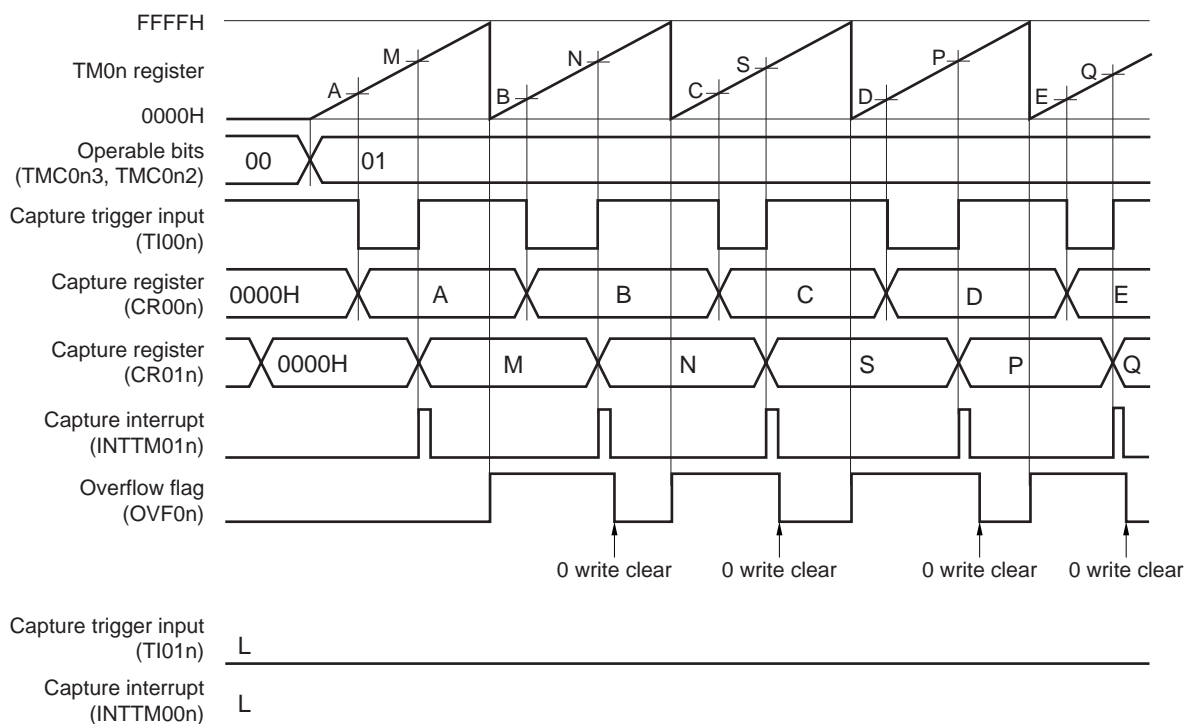 FFFFH
TM0n register
0000H
A M B N C S D P E Q
Operable bits
(TMC0n3, TMC0n2)
00 01
Capture trigger input
(TI00n)
Capture register
(CR00n)
0000H A B C D E
Capture register
(CR01n)
0000H M N S P Q
Capture interrupt
(INTTM01n)
Overflow flag
(OVF0n)
0 write clear 0 write clear 0 write clear 0 write clear
Capture trigger input
(TI01n)
L
Capture interrupt
(INTTM00n)
L